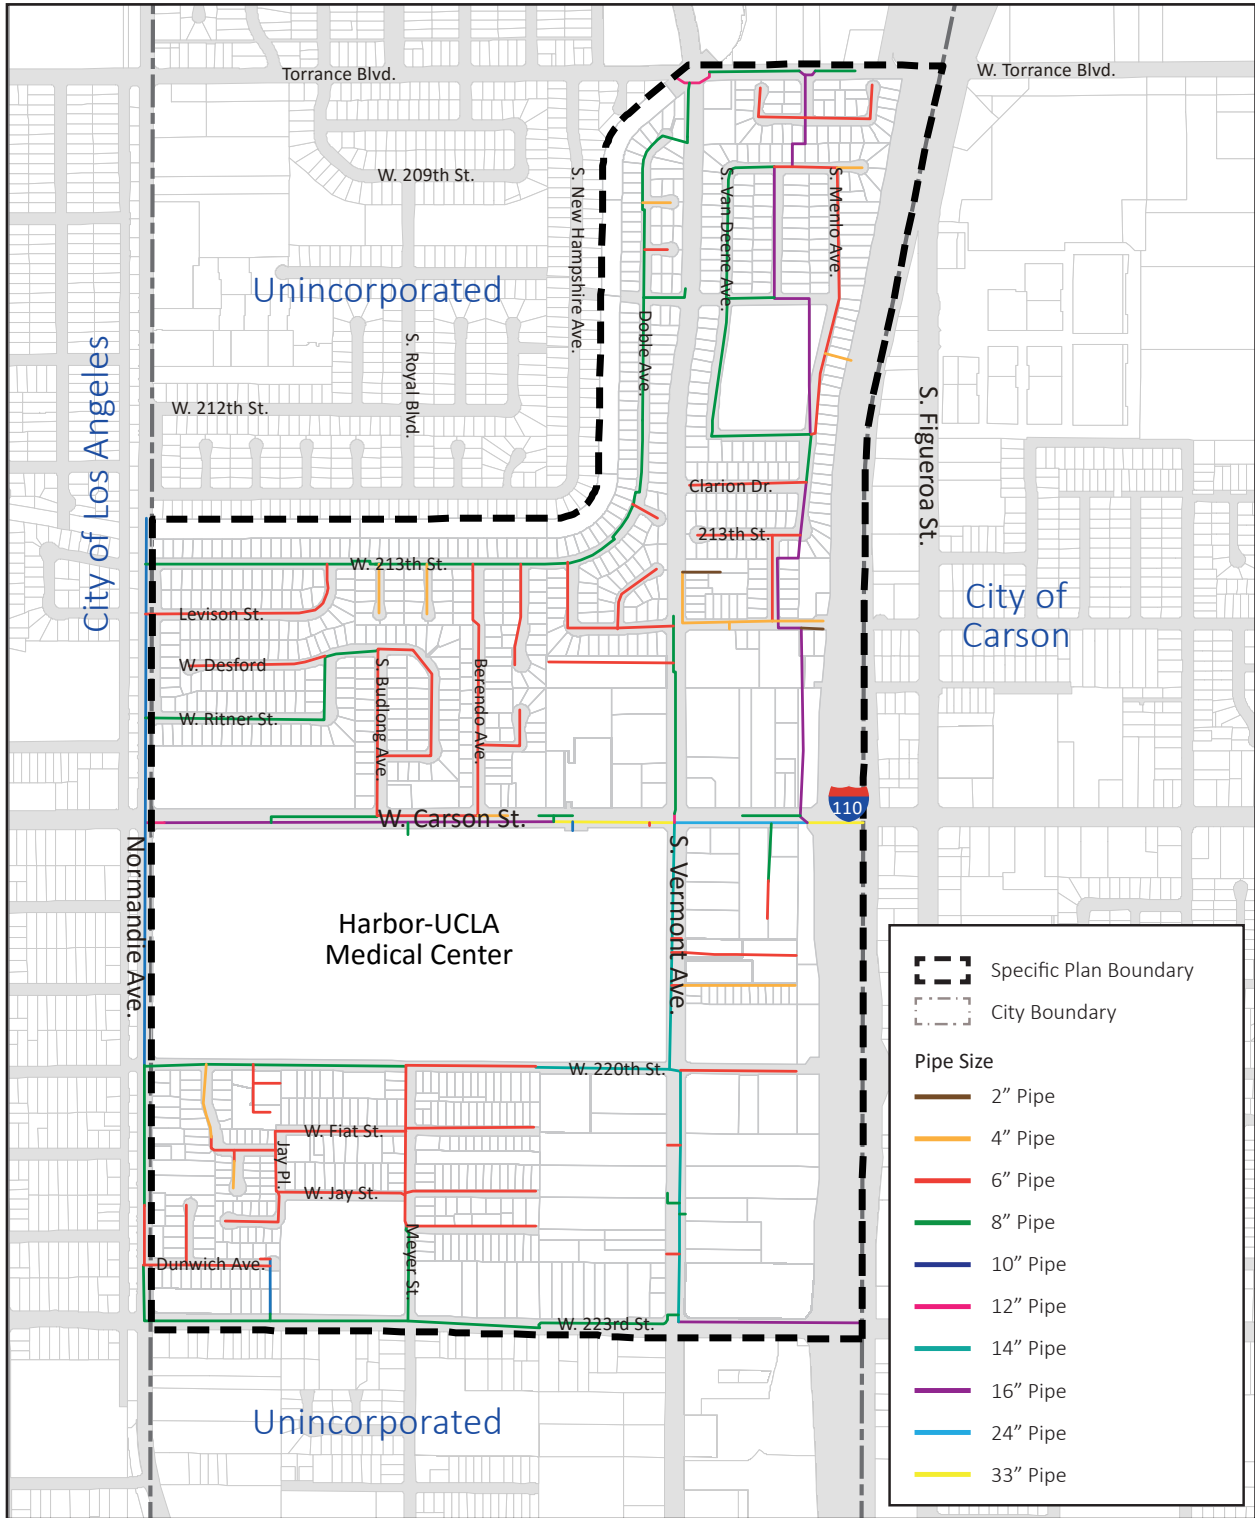 Torrance Blvd.
W. Torrance Blvd.
W. 209th St.
S. New Hampshire Ave.
S. Van Deene Ave.
S. Menlo Ave.
Unincorporated
Doble Ave.
S. Royal Blvd.
City of Los Angeles
W. 212th St.
S. Figueroa St.
Clarion Dr.
213th St.
W. 213th St.
City of
Carson
Levison St.
W. Desford
S. Budlong Ave.
Berendo Ave.
W. Ritner St.
110
W. Carson St.
Normandie Ave.
S. Vermont Ave.
Harbor-UCLA
Medical Center
W. 220th St.
W. Fiat St.
Jay Pl.
W. Jay St.
Meyer St.
Dunwich Ave.
W. 223rd St.
Unincorporated
Specific Plan Boundary
City Boundary
Pipe Size
2” Pipe
4” Pipe
6” Pipe
8” Pipe
10” Pipe
12” Pipe
14” Pipe
16” Pipe
24” Pipe
33” Pipe